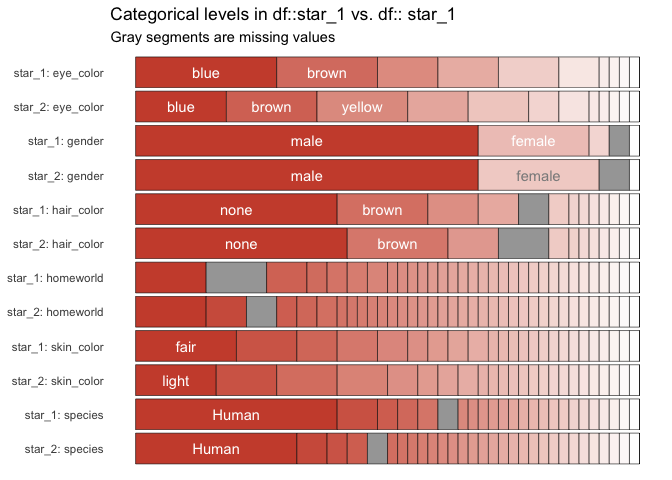 Categorical levels in df::star_1 vs. df:: star_1
Gray segments are missing values
star_1: eye_color blue brown
star_2: eye_color blue brown yellow
star_1: gender male female
star_2: gender male female
star_1: hair_color none brown
star_2: hair_color none brown
star_1: homeworld
star_2: homeworld
star_1: skin_color fair
star_2: skin_color light
star_1: species Human
star_2: species Human